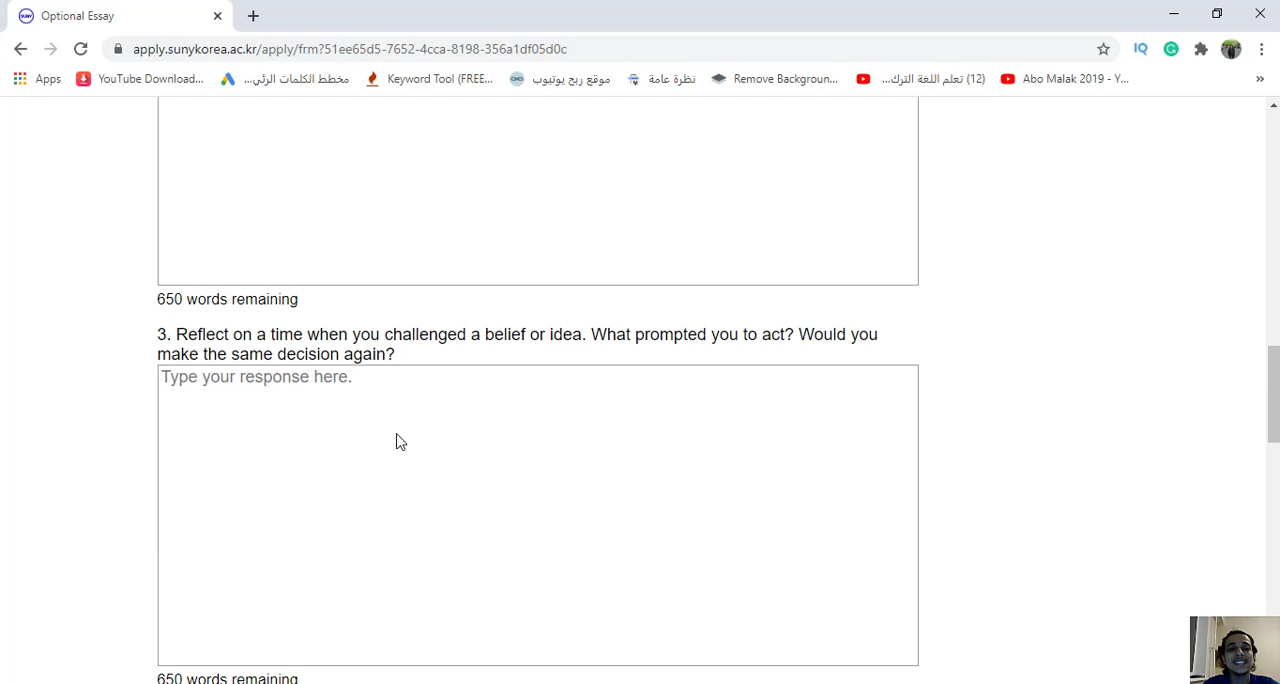 SUNY Optional Essay
apply.sunykorea.ac.kr/apply/frm?51ee65d5-7652-4cca-8198-356a1df05d0c
IQ
Apps YouTube Download... مخطط الكلمات الرئي... Keyword Tool (FREE... موقع ربح يوتيوب نظرة عامة Remove Backgroun... (12) تعلم اللغة الترك... Abo Malak 2019 - Y... »
650 words remaining
3. Reflect on a time when you challenged a belief or idea. What prompted you to act? Would you
make the same decision again?
Type your response here.
650 words remaining